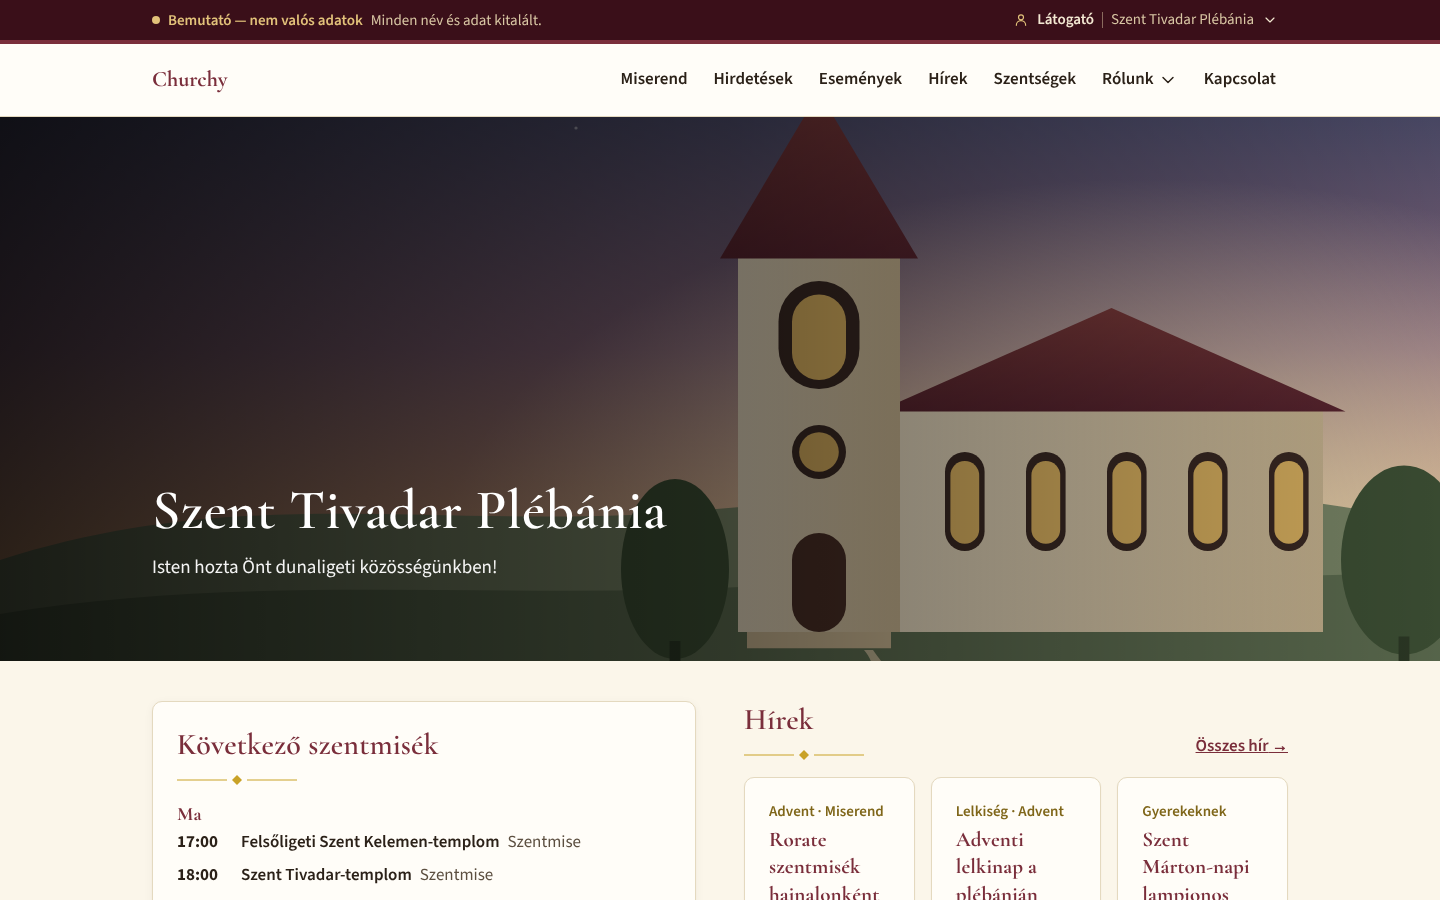 Bemutató — nem valós adatok Minden név és adat kitalált.
Látogató Szent Tivadar Plébánia
Churchy
Miserend Hirdetések Események Hírek Szentségek Rólunk Kapcsolat
Szent Tivadar Plébánia
Isten hozta Önt dunaligeti közösségünkben!
Következő szentmisék
Ma
17:00 Felsőligeti Szent Kelemen-templom Szentmise
18:00 Szent Tivadar-templom Szentmise
Hírek
Összes hír →
Advent · Miserend
Rorate
szentmisék
hajnalonként
Lelkiség · Advent
Adventi
lelkinap a
plébánián
Gyerekeknek
Szent
Márton-napi
lampionos